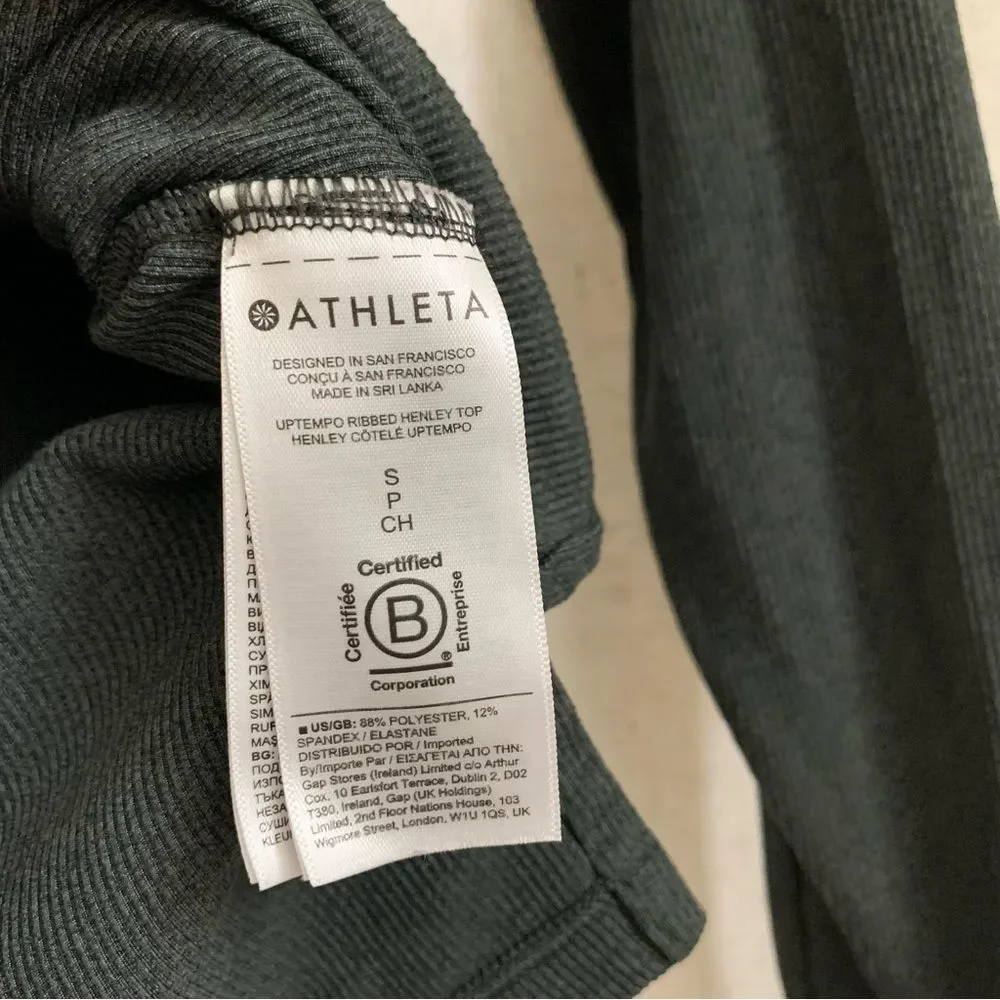 ATHLETA
DESIGNED IN SAN FRANCISCO
CONÇU À SAN FRANCISCO
MADE IN SRI LANKA
UPTEMPO RIBBED HENLEY TOP
HENLEY CÔTELÉ UPTEMPO
S
P
CH
Certified
Certifiée
B
Entreprise
®
Corporation
US/GB: 88% POLYESTER, 12%
SPANDEX / ELASTANE
DISTRIBUIDO POR / Imported
By/Importe Par / ΕΙΣΑΓΕΤΑΙ ΑΠΟ ΤΗΝ:
Gap Stores (Ireland) Limited c/o Arthur
Cox, 10 Earlsfort Terrace, Dublin 2, D02
T380, Ireland, Gap (UK Holdings)
Limited, 2nd Floor Nations House, 103
Wigmore Street, London, W1U 1QS, UK
BG: